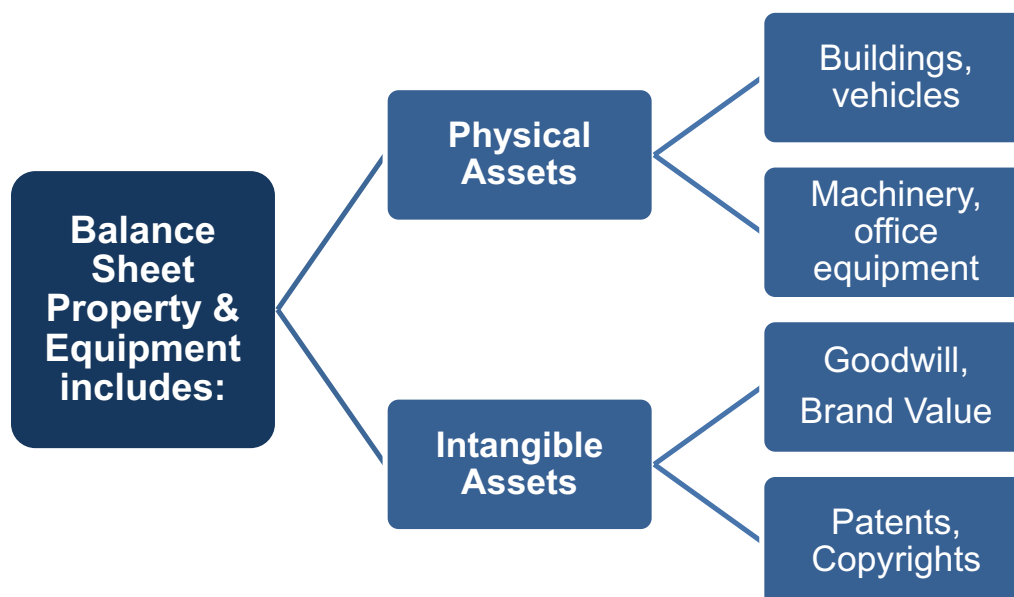 Balance
Sheet
Property &
Equipment
includes:
Physical
Assets
Buildings,
vehicles
Machinery,
office
equipment
Intangible
Assets
Goodwill,
Brand Value
Patents,
Copyrights